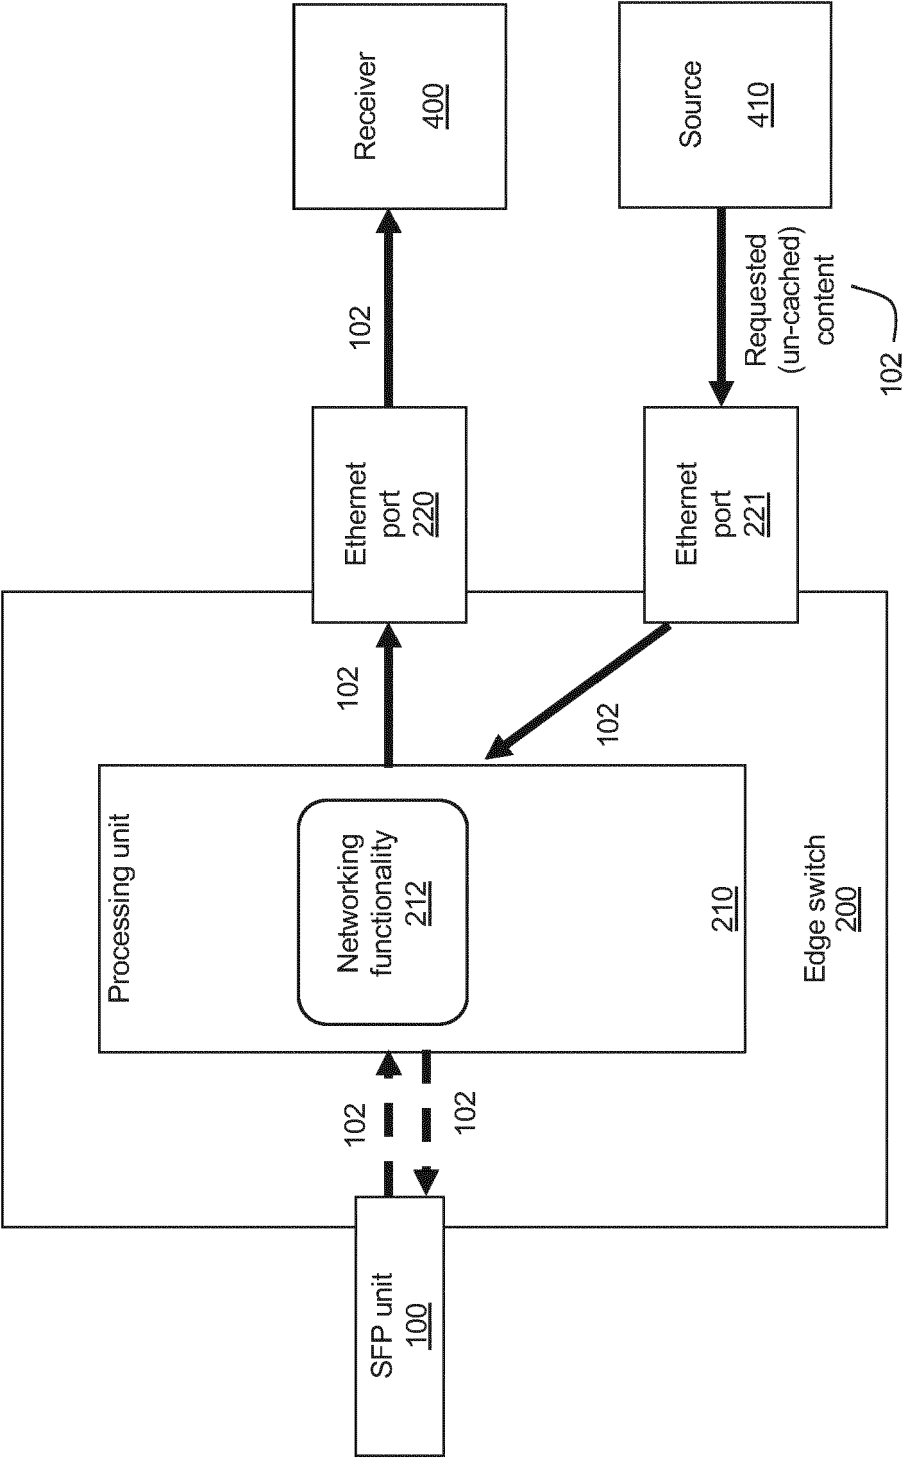 Receiver
400
Source
410
102
Requested
(un-cached)
content
102
Ethernet
port
220
Ethernet
port
221
102
102
Processing unit
Networking
functionality
212
210
Edge switch
200
102
102
SFP unit
100